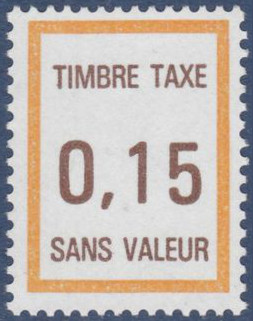 TIMBRE TAXE
0,15
SANS VALEUR